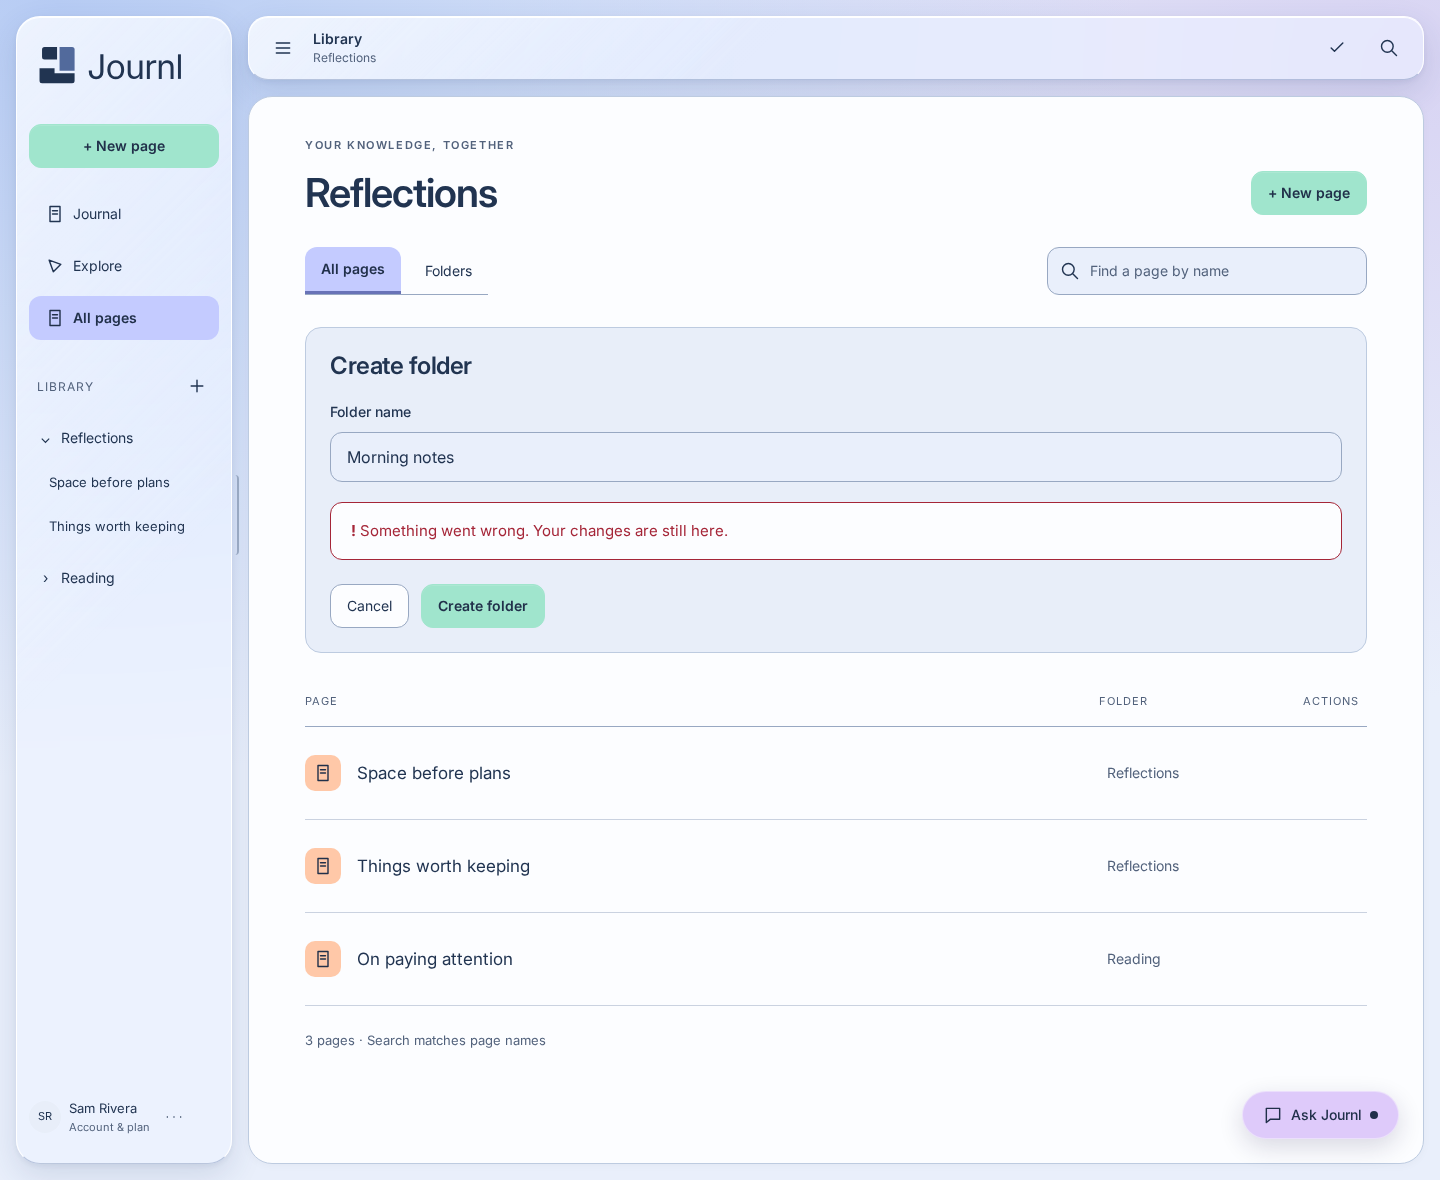 Journl
+ New page
Journal
Explore
All pages
LIBRARY
Reflections
Space before plans
Things worth keeping
Reading
SR
Sam Rivera
Account & plan
...
Library
Reflections
YOUR KNOWLEDGE, TOGETHER
Reflections
+ New page
All pages
Folders
Find a page by name
Create folder
Folder name
Morning notes
! Something went wrong. Your changes are still here.
Cancel
Create folder
PAGE FOLDER ACTIONS
Space before plans Reflections
Things worth keeping Reflections
On paying attention Reading
3 pages · Search matches page names
Ask Journl